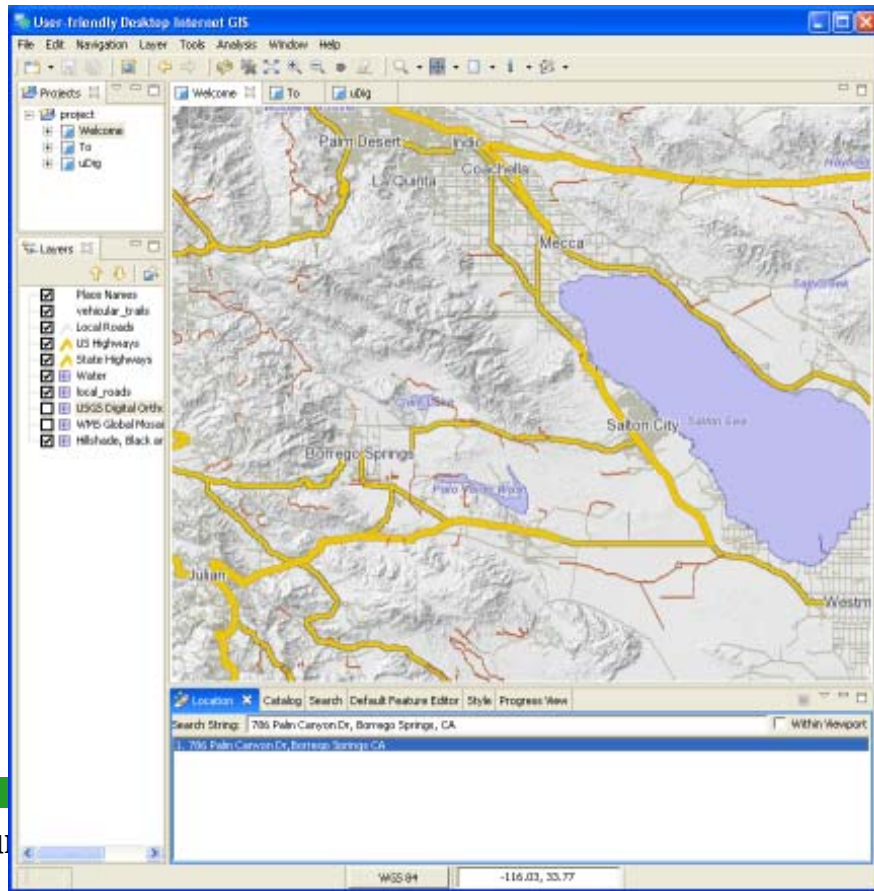 User-friendly Desktop Internet GIS
File Edit Navigation Layer Tools Analysis Window Help
Projects
Welcome
To
uDig
project
Welcome
To
uDig
Layers
Place Names
vehicular_trails
Local Roads
US Highways
State Highways
Water
local_roads
USGS Digital Ortho
WMS Global Mosai
Hillshade, Black an
Palm Desert
Indio
Coachella
La Quinta
Mecca
Salton City
Salton Sea
Clark Lake
Borrego Springs
Julian
Westm
Location Catalog Search Default Feature Editor Style Progress View
Search String: 786 Palm Canyon Dr, Borrego Springs, CA
Within Viewport
1. 786 Palm Canyon Dr,Borrego Springs CA
WGS 84
-116.03, 33.77